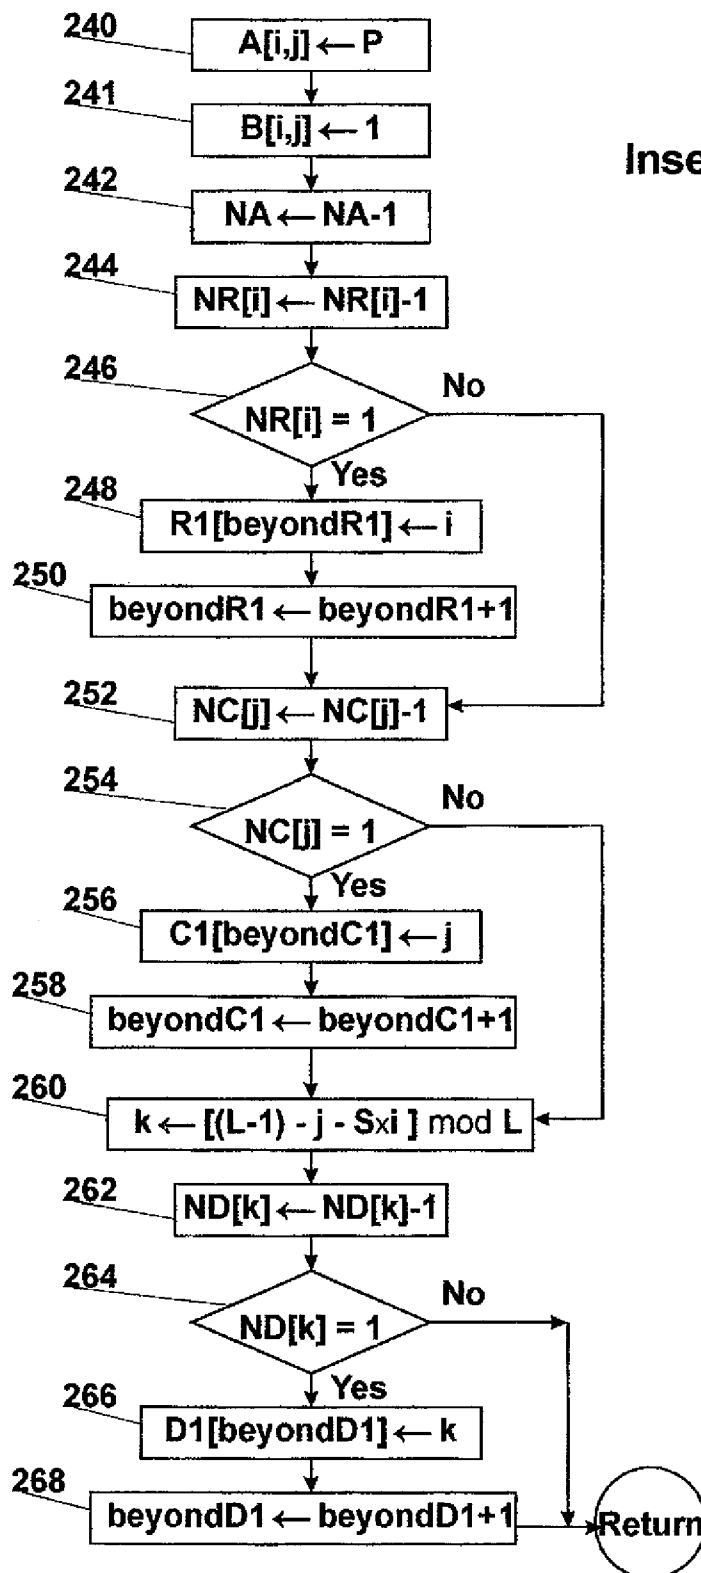 240
A[i,j] ← P
241
B[i,j] ← 1
Inse
242
NA ← NA-1
244
NR[i] ← NR[i]-1
246
No
NR[i] = 1
Yes
248
R1[beyondR1] ← i
250
beyondR1 ← beyondR1+1
252
NC[j] ← NC[j]-1
254
No
NC[j] = 1
Yes
256
C1[beyondC1] ← j
258
beyondC1 ← beyondC1+1
260
k ← [(L-1) - j - S×i ] mod L
262
ND[k] ← ND[k]-1
264
No
ND[k] = 1
Yes
266
D1[beyondD1] ← k
268
beyondD1 ← beyondD1+1
Return